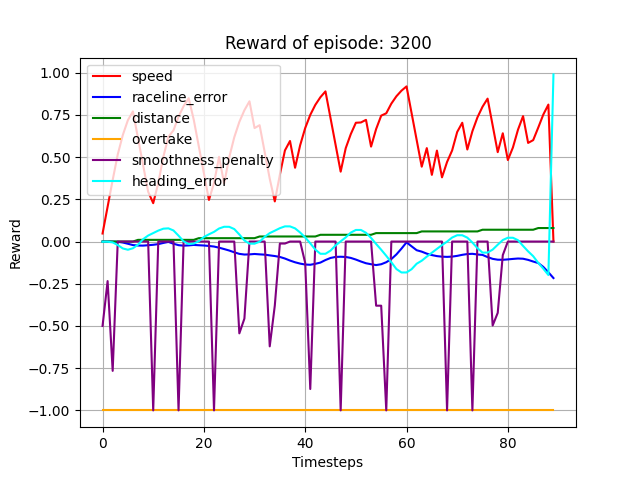 Reward of episode: 3200
speed
raceline_error
distance
overtake
smoothness_penalty
heading_error
1.00
0.75
0.50
0.25
0.00
−0.25
−0.50
−0.75
−1.00
Reward
0 20 40 60 80
Timesteps